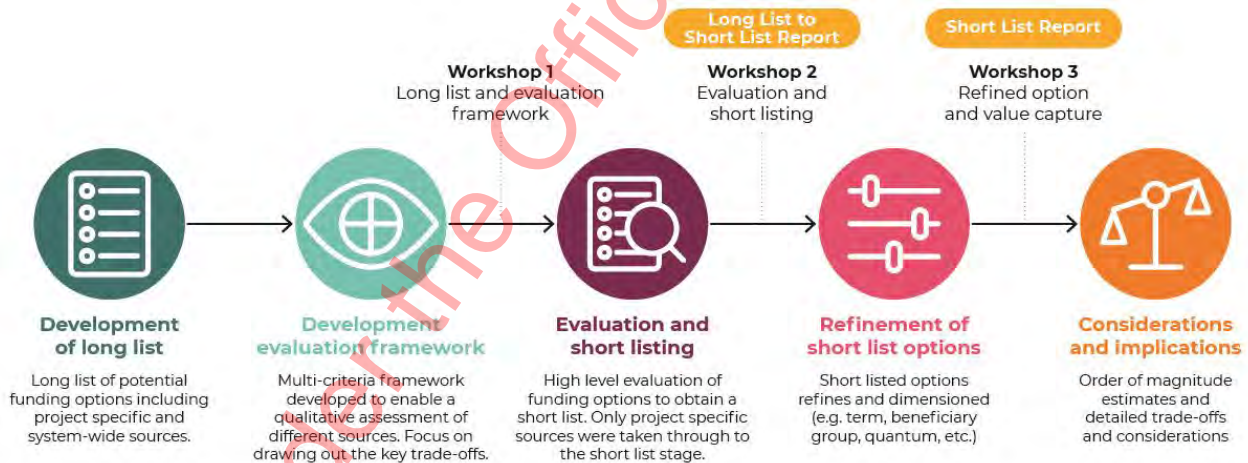 Long List to
Short List Report
Short List Report
Workshop 1
Long list and evaluation
framework
Workshop 2
Evaluation and
short listing
Workshop 3
Refined option
and value capture
Development
of long list
Long list of potential
funding options including
project specific and
system-wide sources.
Development
evaluation framework
Multi-criteria framework
developed to enable a
qualitative assessment of
different sources. Focus on
drawing out the key trade-offs.
Evaluation and
short listing
High level evaluation of
funding options to obtain a
short list. Only project specific
sources were taken through to
the short list stage.
Refinement of
short list options
Short listed options
refines and dimensioned
(e.g. term, beneficiary
group, quantum, etc.)
Considerations
and implications
Order of magnitude
estimates and
detailed trade-offs
and considerations
the